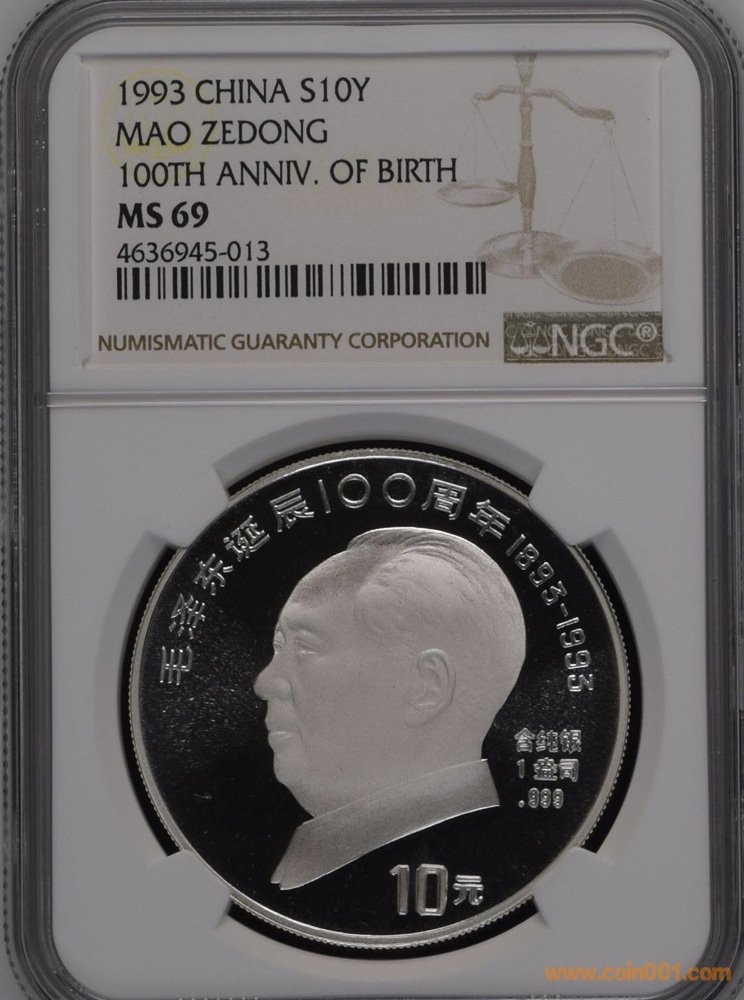 1993 CHINA S10Y
MAO ZEDONG
100TH ANNIV. OF BIRTH
MS 69
4636945-013
NUMISMATIC GUARANTY CORPORATION
NGC®
毛泽东诞辰100周年1893-1993
含纯银
1盎司
.999
10元
www.coin001.com